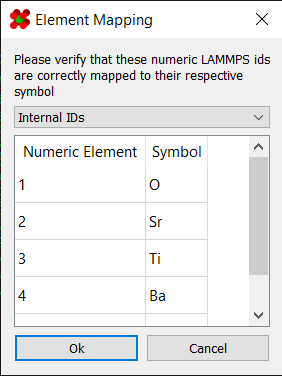 Element Mapping
Please verify that these numeric LAMMPS ids
are correctly mapped to their respective
symbol
Internal IDs
Numeric Element Symbol
1 O
2 Sr
3 Ti
4 Ba
Ok Cancel